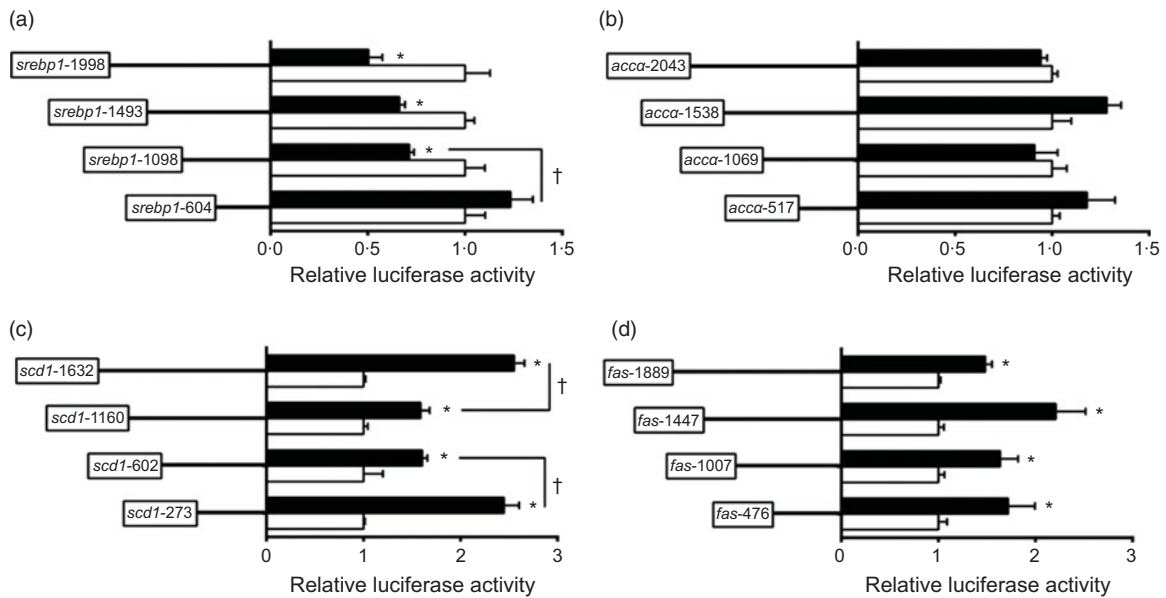 (a)
srebp1-1998
*
srebp1-1493
*
srebp1-1098
*
†
srebp1-604
0·0 0·5 1·0 1·5
Relative luciferase activity
(b)
accα-2043
accα-1538
accα-1069
accα-517
0·0 0·5 1·0 1·5
Relative luciferase activity
(c)
scd1-1632
*
†
scd1-1160
*
scd1-602
*
†
scd1-273
*
0 1 2 3
Relative luciferase activity
(d)
fas-1889
*
fas-1447
*
fas-1007
*
fas-476
*
0 1 2 3
Relative luciferase activity